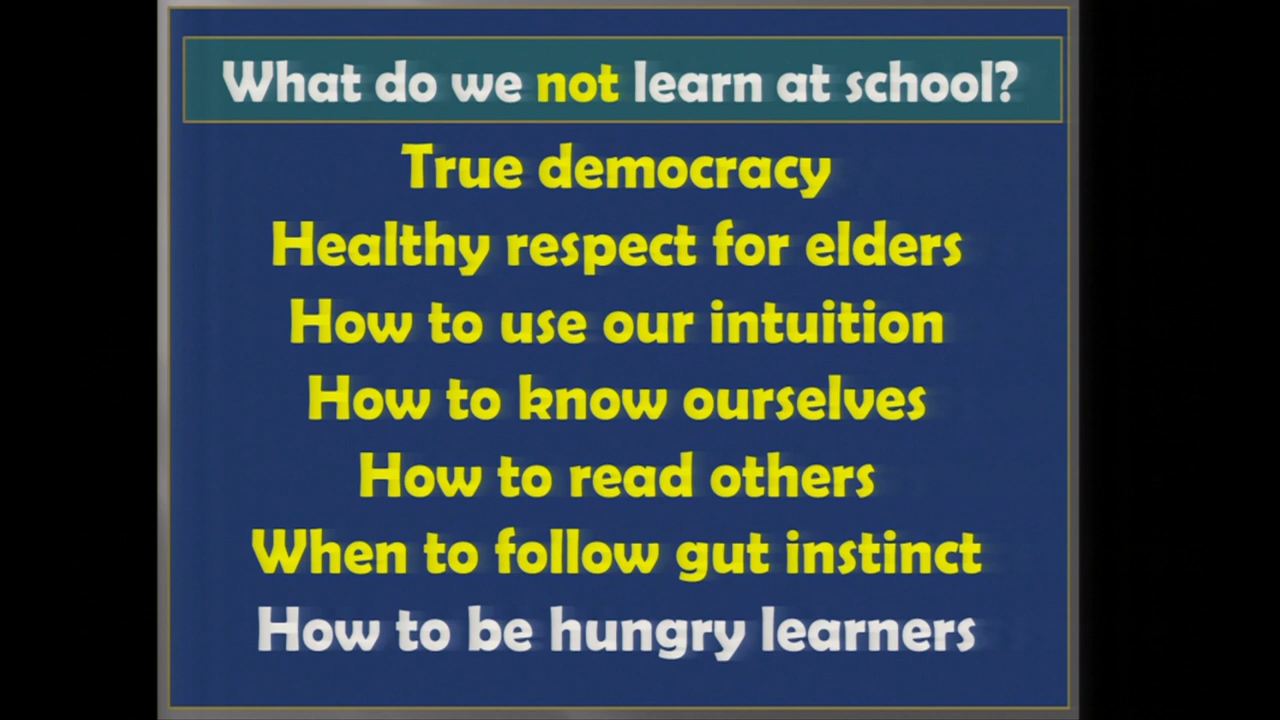 What do we not learn at school?
True democracy
Healthy respect for elders
How to use our intuition
How to know ourselves
How to read others
When to follow gut instinct
How to be hungry learners